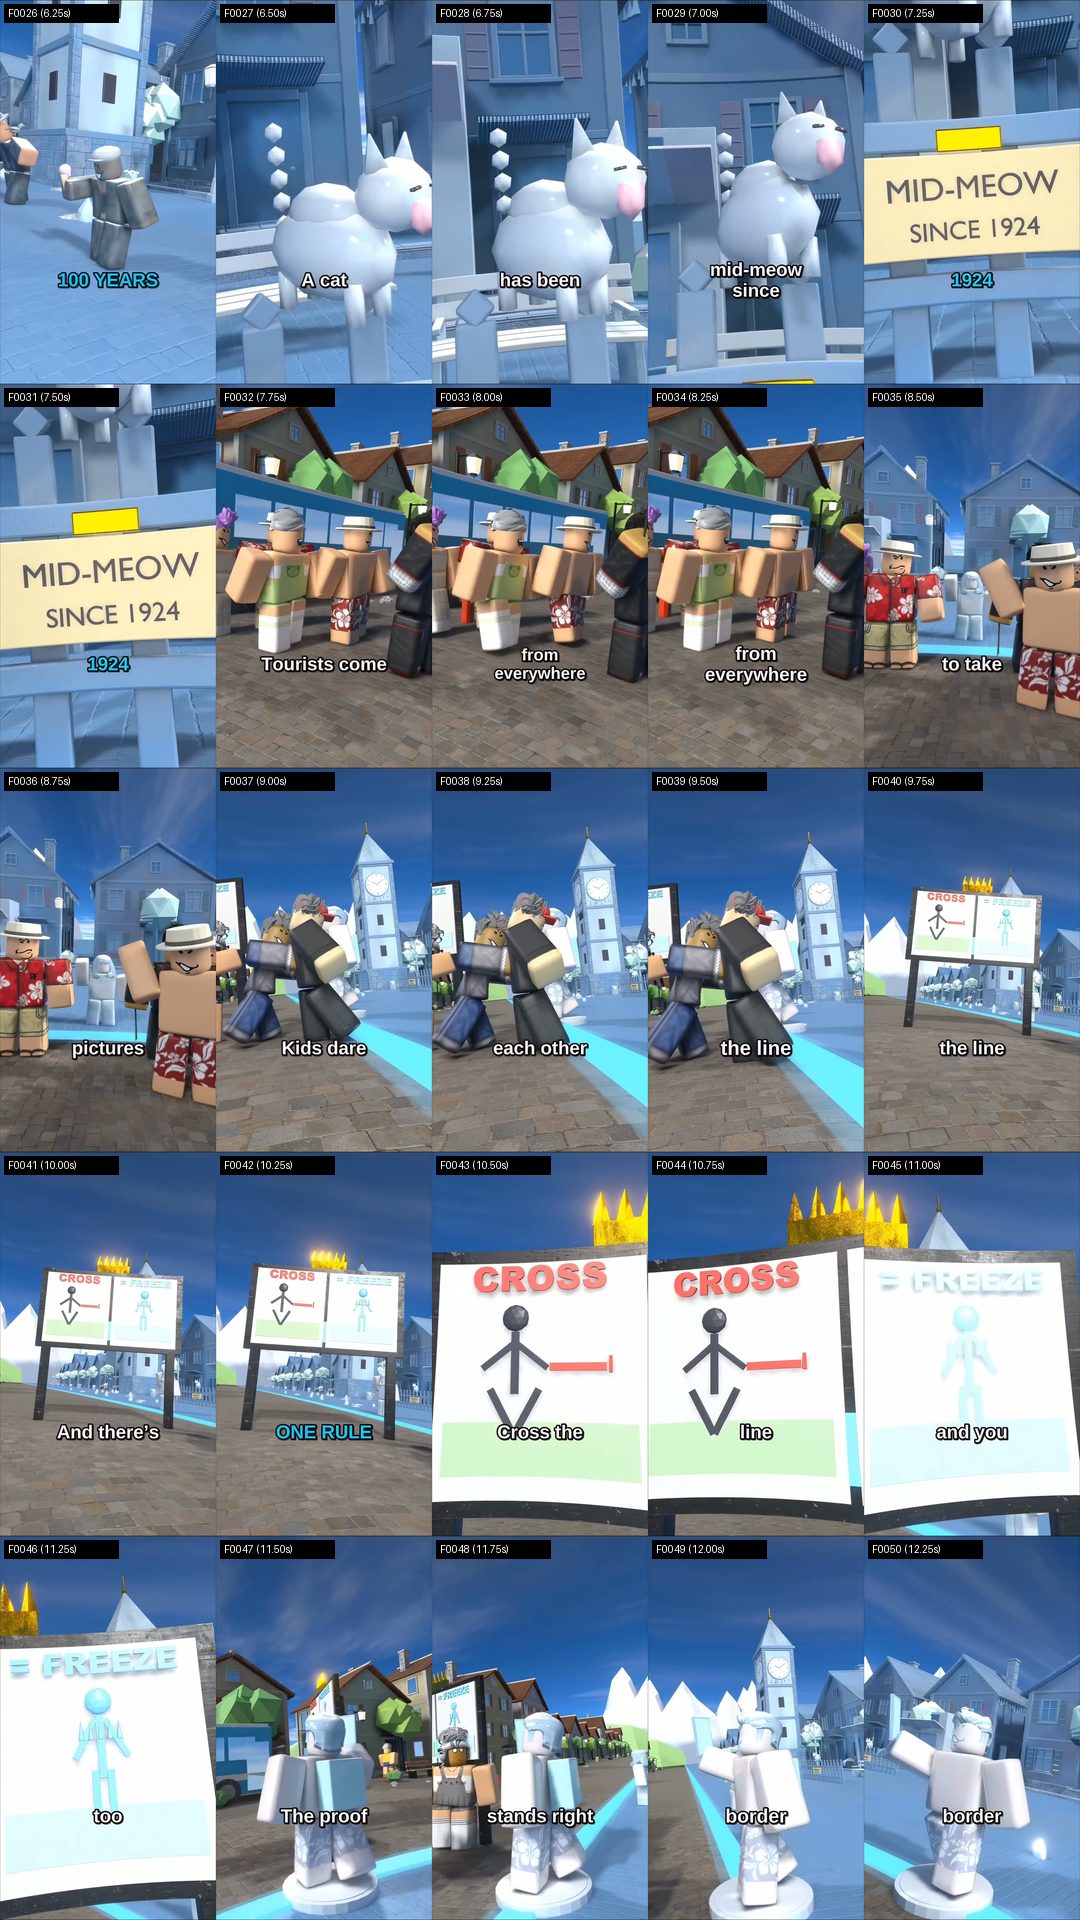 F0026 (6.25s)
100 YEARS
F0027 (6.50s)
A cat
F0028 (6.75s)
has been
F0029 (7.00s)
mid-meow
since
F0030 (7.25s)
MID-MEOW
SINCE 1924
1924
F0031 (7.50s)
MID-MEOW
SINCE 1924
1924
F0032 (7.75s)
Tourists come
F0033 (8.00s)
from
everywhere
F0034 (8.25s)
from
everywhere
F0035 (8.50s)
to take
F0036 (8.75s)
pictures
F0037 (9.00s)
Kids dare
F0038 (9.25s)
each other
F0039 (9.50s)
the line
F0040 (9.75s)
CROSS
= FREEZE
the line
F0041 (10.00s)
CROSS
= FREEZE
And there's
F0042 (10.25s)
CROSS
= FREEZE
ONE RULE
F0043 (10.50s)
CROSS
Cross the
F0044 (10.75s)
CROSS
line
F0045 (11.00s)
= FREEZE
and you
F0046 (11.25s)
= FREEZE
too
F0047 (11.50s)
The proof
F0048 (11.75s)
= FREEZE
stands right
F0049 (12.00s)
border
F0050 (12.25s)
border